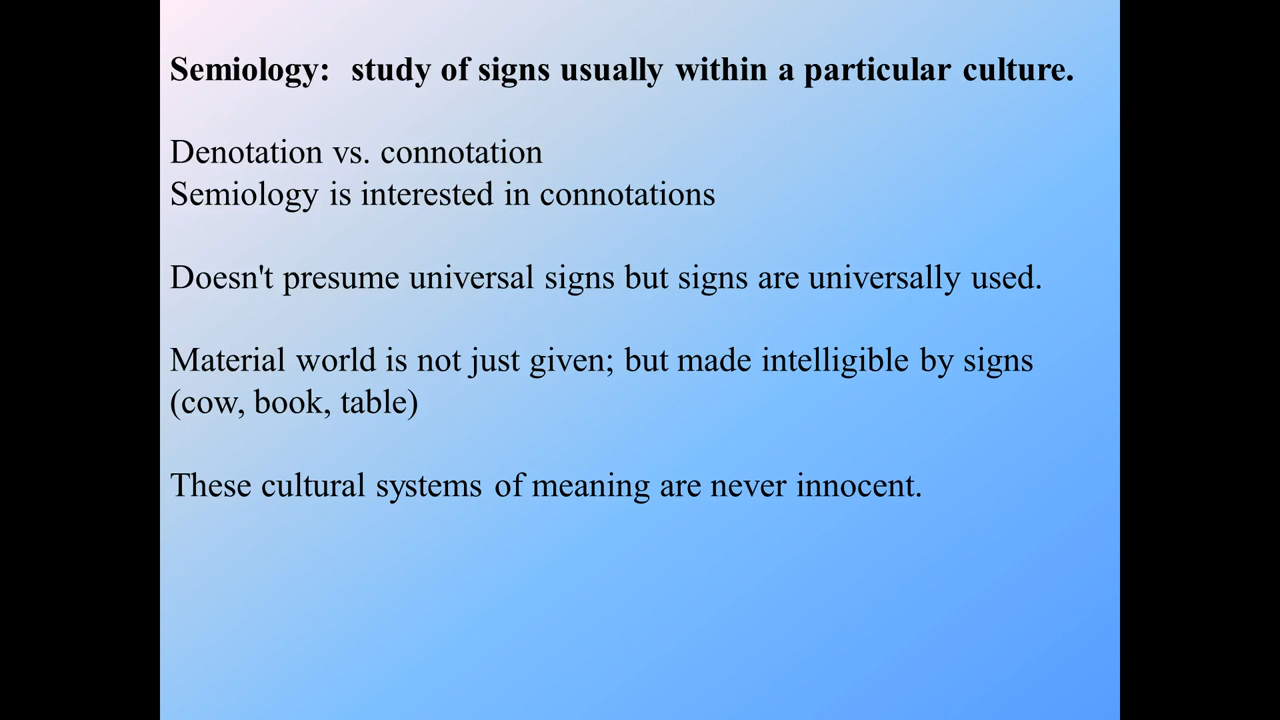 Semiology:  study of signs usually within a particular culture.
Denotation vs. connotation
Semiology is interested in connotations
Doesn't presume universal signs but signs are universally used.
Material world is not just given; but made intelligible by signs
(cow, book, table)
These cultural systems of meaning are never innocent.